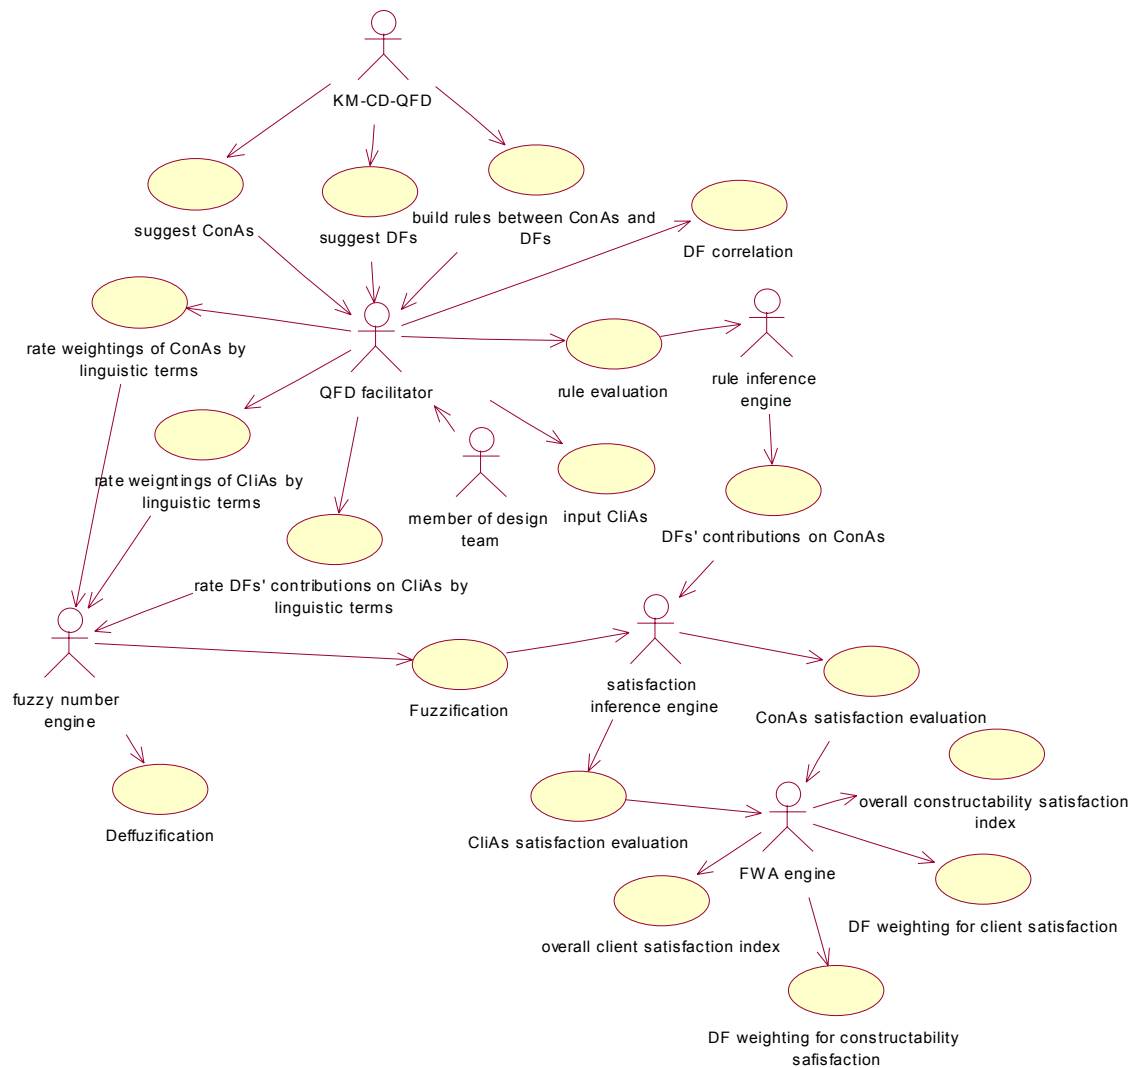 KM-CD-QFD
suggest ConAs
suggest DFs
build rules between ConAs and
DFs
DF correlation
rate weightings of ConAs by
linguistic terms
QFD facilitator
rule evaluation
rule inference
engine
rate weigntings of CliAs by
linguistic terms
member of design
team
input CliAs
DFs' contributions on ConAs
rate DFs' contributions on CliAs by
linguistic terms
fuzzy number
engine
Fuzzification
satisfaction
inference engine
ConAs satisfaction evaluation
Deffuzification
CliAs satisfaction evaluation
overall constructability satisfaction
index
FWA engine
overall client satisfaction index
DF weighting for client satisfaction
DF weighting for constructability
safisfaction